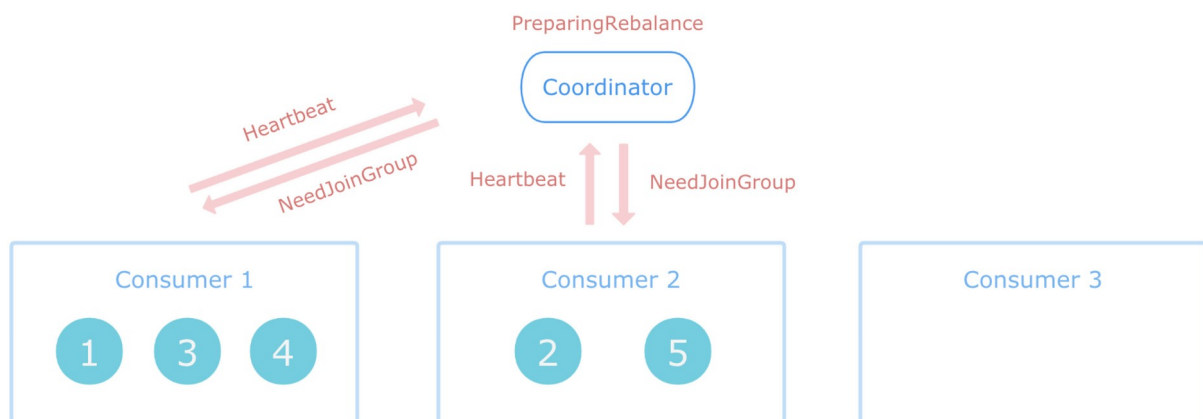 PreparingRebalance
Coordinator
Heartbeat
NeedJoinGroup
Heartbeat
NeedJoinGroup
Consumer 1
Consumer 2
Consumer 3
1 3 4
2 5